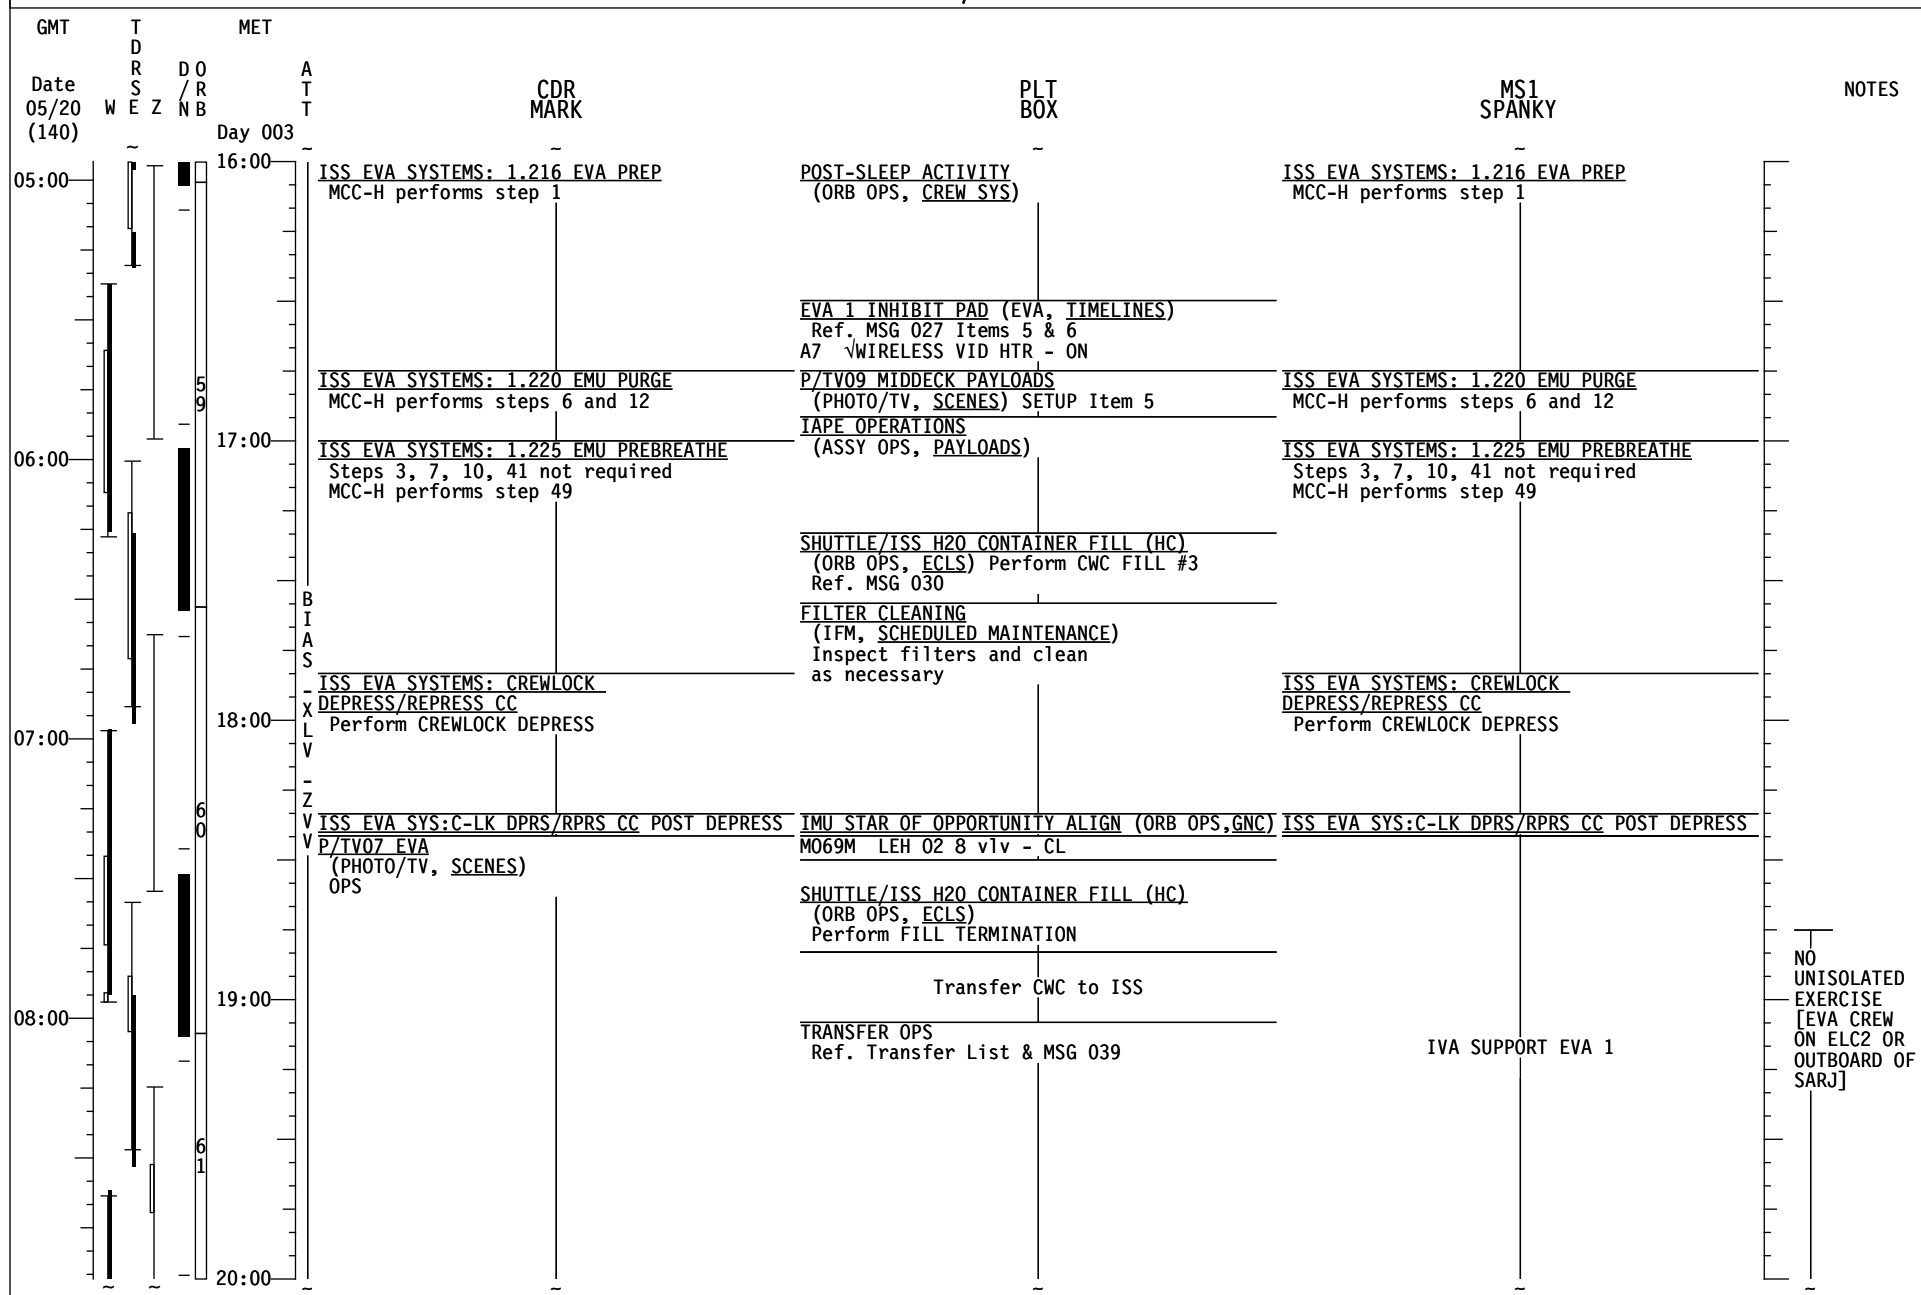 GMT
TDRS
MET
Date
05/20
(140)
W E Z
D/N
ORB
ATT
Day 003
CDR
MARK
PLT
BOX
MS1
SPANKY
NOTES
05:00
06:00
07:00
08:00
59
60
61
16:00
17:00
18:00
19:00
20:00
BIAS -XLV -ZVV
ISS EVA SYSTEMS: 1.216 EVA PREP
MCC-H performs step 1
ISS EVA SYSTEMS: 1.220 EMU PURGE
MCC-H performs steps 6 and 12
ISS EVA SYSTEMS: 1.225 EMU PREBREATHE
Steps 3, 7, 10, 41 not required
MCC-H performs step 49
ISS EVA SYSTEMS: CREWLOCK
DEPRESS/REPRESS CC
Perform CREWLOCK DEPRESS
ISS EVA SYS:C-LK DPRS/RPRS CC POST DEPRESS
P/TV07 EVA
(PHOTO/TV, SCENES)
OPS
POST-SLEEP ACTIVITY
(ORB OPS, CREW SYS)
EVA 1 INHIBIT PAD (EVA, TIMELINES)
Ref. MSG 027 Items 5 & 6
A7 √WIRELESS VID HTR - ON
P/TV09 MIDDECK PAYLOADS
(PHOTO/TV, SCENES) SETUP Item 5
IAPE OPERATIONS
(ASSY OPS, PAYLOADS)
SHUTTLE/ISS H2O CONTAINER FILL (HC)
(ORB OPS, ECLS) Perform CWC FILL #3
Ref. MSG 030
FILTER CLEANING
(IFM, SCHEDULED MAINTENANCE)
Inspect filters and clean
as necessary
IMU STAR OF OPPORTUNITY ALIGN (ORB OPS,GNC)
MO69M LEH O2 8 vlv - CL
SHUTTLE/ISS H2O CONTAINER FILL (HC)
(ORB OPS, ECLS)
Perform FILL TERMINATION
Transfer CWC to ISS
TRANSFER OPS
Ref. Transfer List & MSG 039
ISS EVA SYSTEMS: 1.216 EVA PREP
MCC-H performs step 1
ISS EVA SYSTEMS: 1.220 EMU PURGE
MCC-H performs steps 6 and 12
ISS EVA SYSTEMS: 1.225 EMU PREBREATHE
Steps 3, 7, 10, 41 not required
MCC-H performs step 49
ISS EVA SYSTEMS: CREWLOCK
DEPRESS/REPRESS CC
Perform CREWLOCK DEPRESS
ISS EVA SYS:C-LK DPRS/RPRS CC POST DEPRESS
IVA SUPPORT EVA 1
NO
UNISOLATED
EXERCISE
[EVA CREW
ON ELC2 OR
OUTBOARD OF
SARJ]